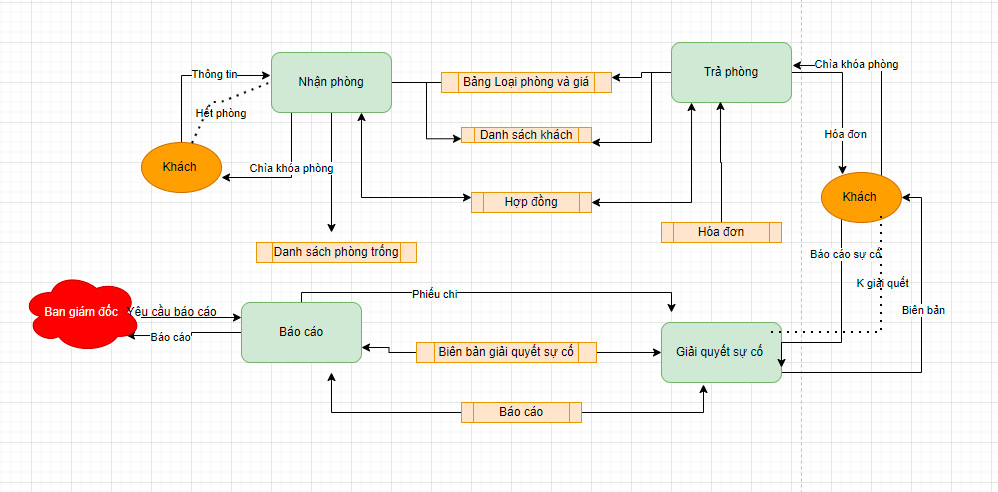 Thông tin
Nhận phòng
Bảng Loại phòng và giá
Trả phòng
Chìa khóa phòng
Hết phòng
Danh sách khách
Hóa đơn
Khách
Chìa khóa phòng
Hợp đồng
Khách
Hóa đơn
Danh sách phòng trống
Báo cáo sự cố
K giải quết
Phiếu chi
Ban giám đốc
Yêu cầu báo cáo
Biên bản
Báo cáo
Báo cáo
Biên bản giải quyết sự cố
Giải quyết sự cố
Báo cáo